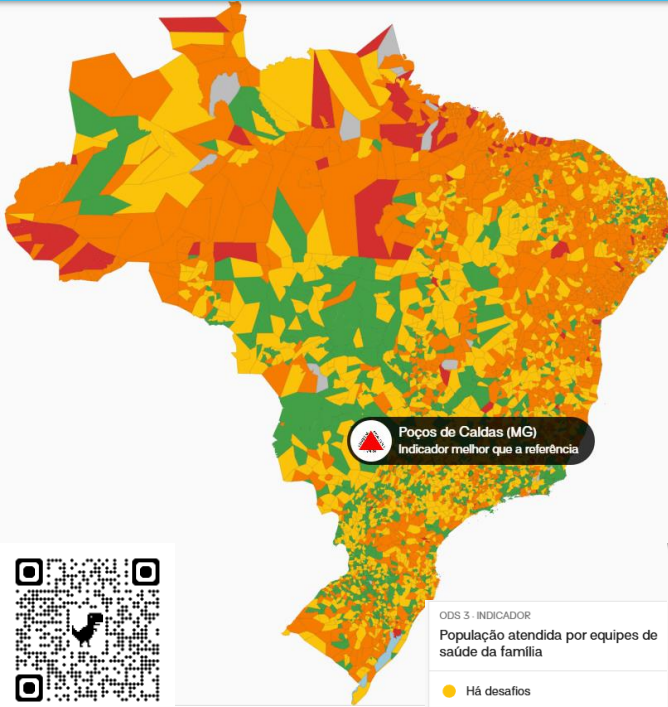 Poços de Caldas (MG)
Indicador melhor que a referência
ODS 3 - INDICADOR
População atendida por equipes de
saúde da família
Há desafios